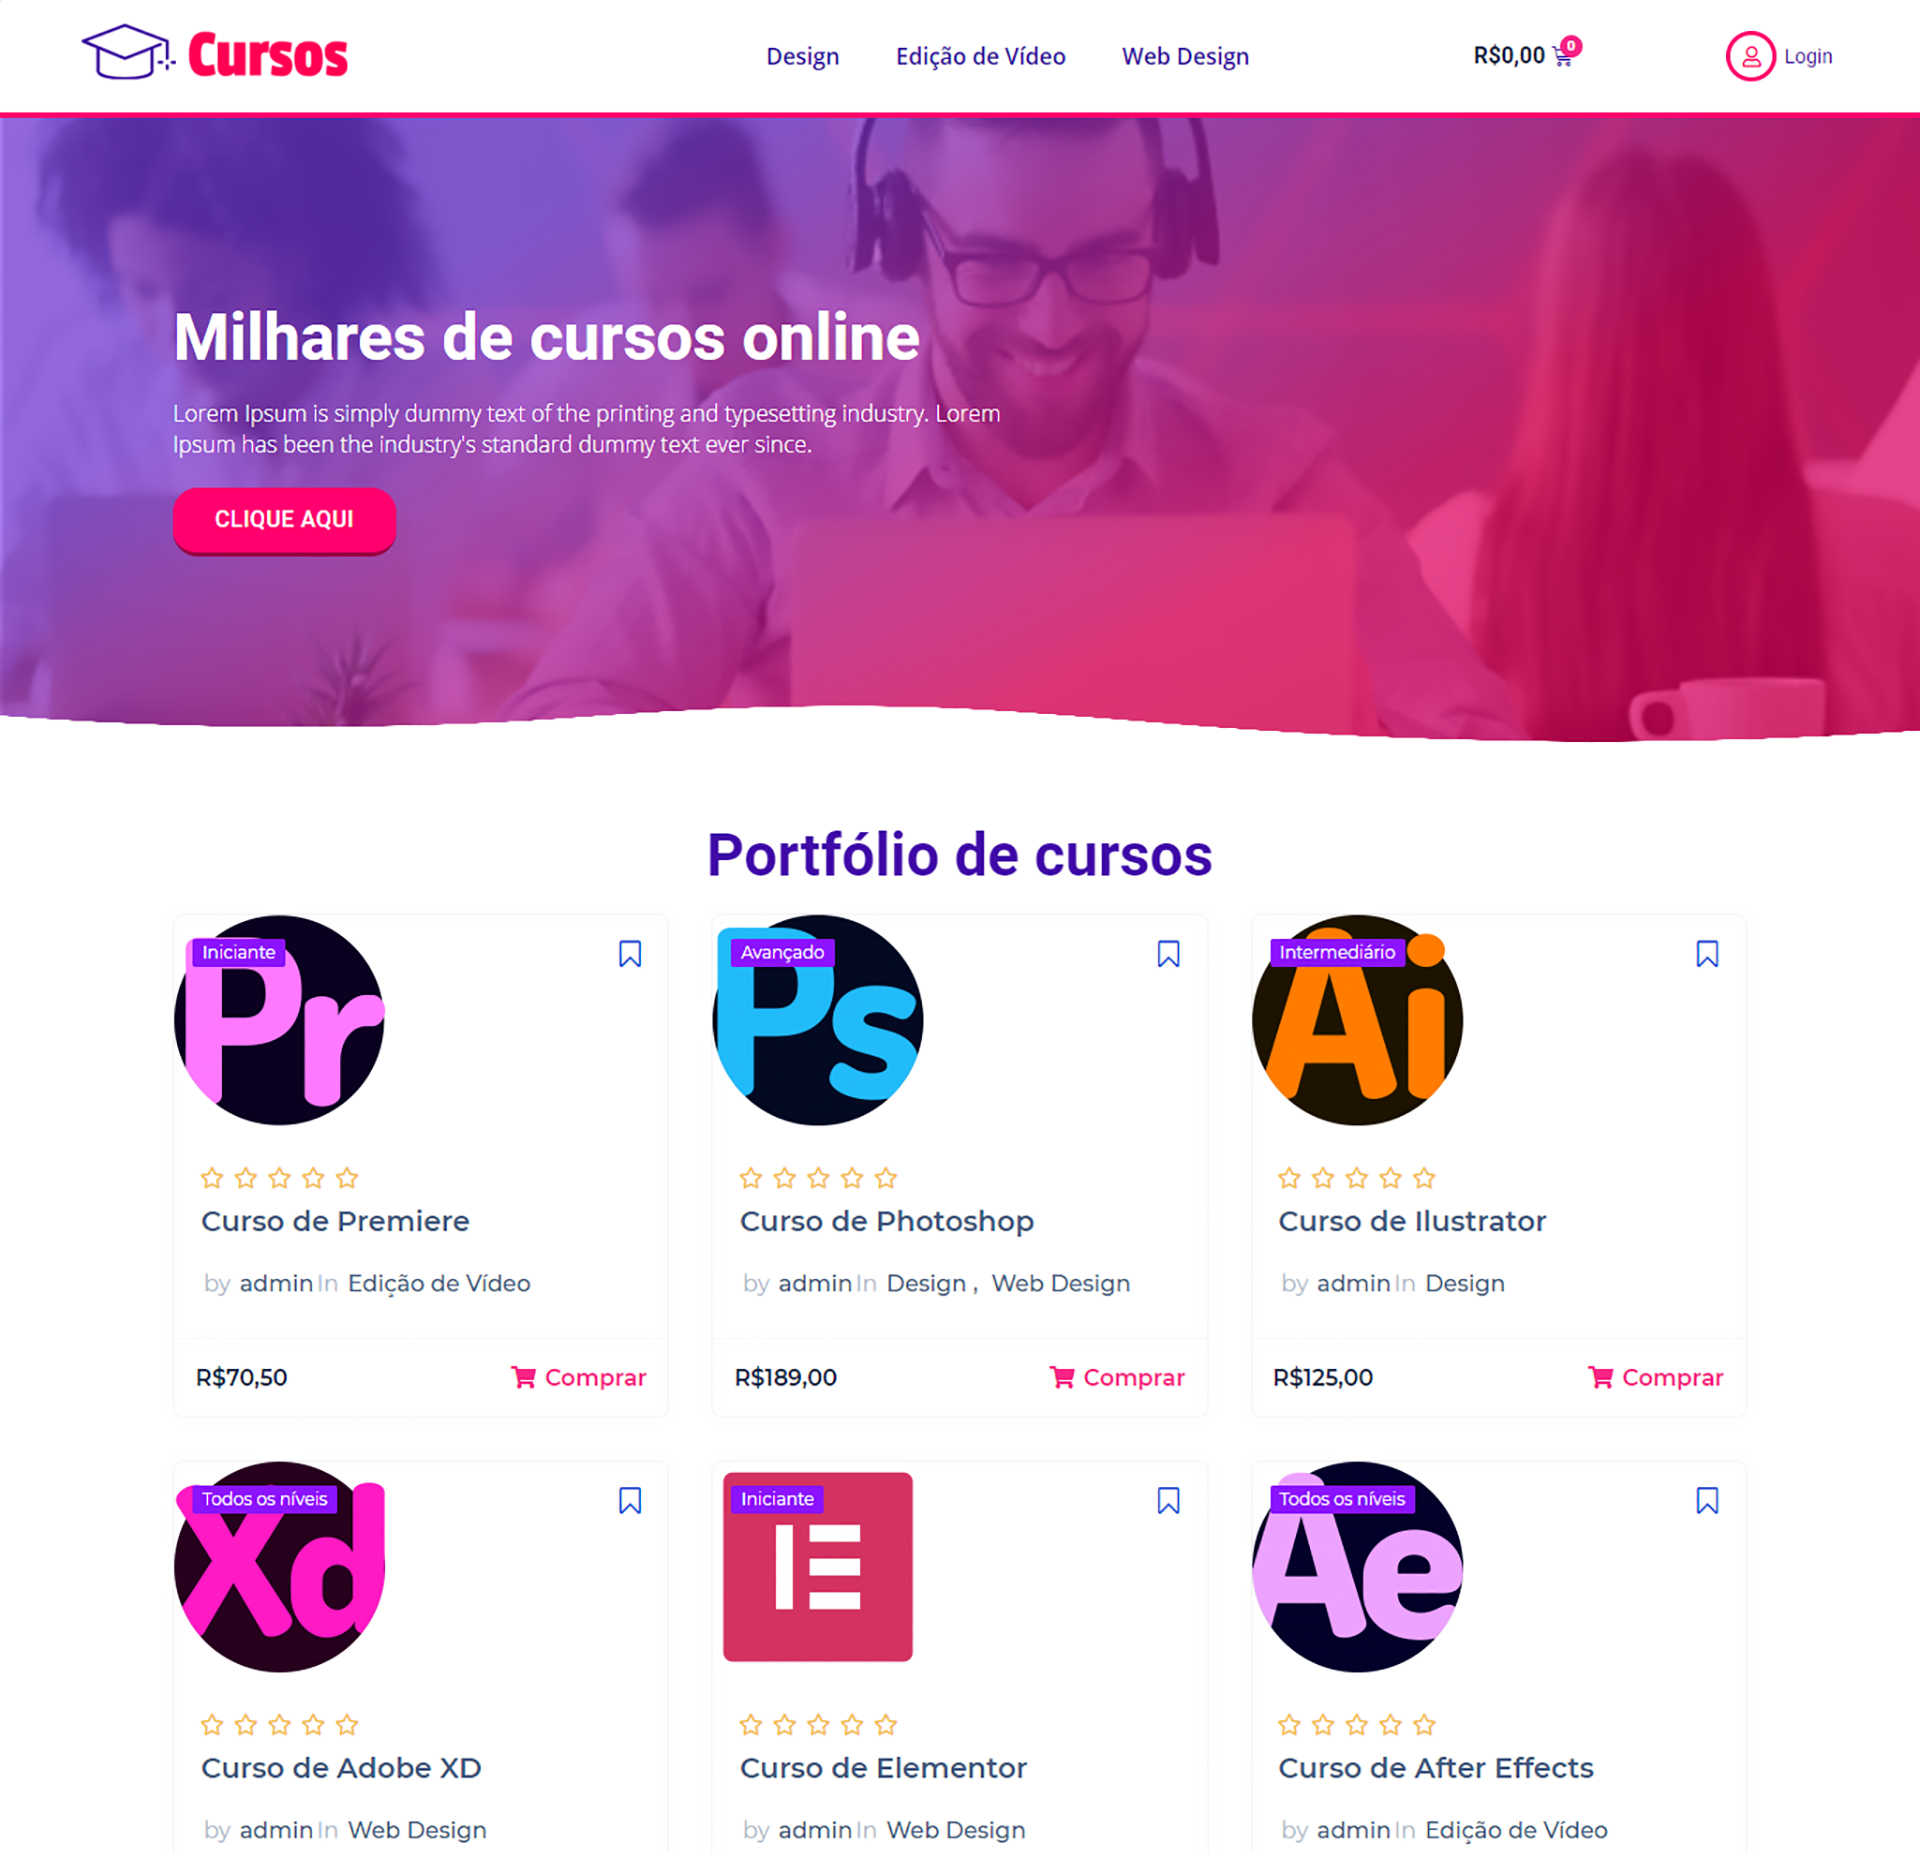 Cursos
Design Edição de Vídeo Web Design
R$0,00 0
Login
Milhares de cursos online
Lorem Ipsum is simply dummy text of the printing and typesetting industry. Lorem
Ipsum has been the industry's standard dummy text ever since.
CLIQUE AQUI
Portfólio de cursos
Iniciante
Pr
Curso de Premiere
by admin In Edição de Vídeo
R$70,50 Comprar
Avançado
Ps
Curso de Photoshop
by admin In Design , Web Design
R$189,00 Comprar
Intermediário
Ai
Curso de Ilustrator
by admin In Design
R$125,00 Comprar
Todos os níveis
Xd
Curso de Adobe XD
by admin In Web Design
Iniciante
Curso de Elementor
by admin In Web Design
Todos os níveis
Ae
Curso de After Effects
by admin In Edição de Vídeo